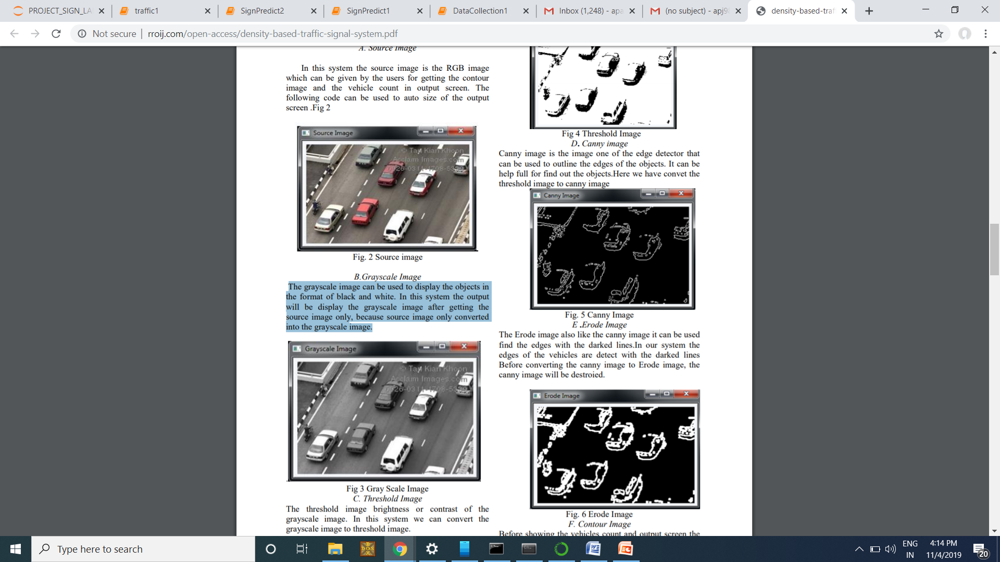 PROJECT_SIGN_LA
traffic1
SignPredict2
SignPredict1
DataCollection1
Inbox (1,248) - apa
(no subject) - apj9
density-based-traf
Not secure
rroij.com/open-access/density-based-traffic-signal-system.pdf
A. Source Image
In this system the source image is the RGB image
which can be given by the users for getting the contour
image and the vehicle count in output screen. The
following code can be used to auto size of the output
screen .Fig 2
Source Image
© Tan Kian Khoon
Acclaim Images.com
0026-0311-1708-5339
Fig. 2 Source image
B.Grayscale Image
The grayscale image can be used to display the objects in
the format of black and white. In this system the output
will be display the grayscale image after getting the
source image only, because source image only converted
into the grayscale image.
Grayscale Image
© Tan Kian Khoon
Acclaim Images.com
0026-0311-1708-5339
Fig 3 Gray Scale Image
C. Threshold Image
The threshold image brightness or contrast of the
grayscale image. In this system we can convert the
grayscale image to threshold image.
Fig 4 Threshold Image
D. Canny image
Canny image is the image one of the edge detector that
can be used to outline the edges of the objects. It can be
help full for find out the objects.Here we have convet the
threshold image to canny image
Canny Image
Fig. 5 Canny Image
E .Erode Image
The Erode image also like the canny image it can be used
find the edges with the darked lines.In our system the
edges of the vehicles are detect with the darked lines
Before converting the canny image to Erode image, the
canny image will be destroied.
Erode Image
Fig. 6 Erode Image
F. Contour Image
Before showing the vehicles count and output screen the
Type here to search
ENG
IN
4:14 PM
11/4/2019
20